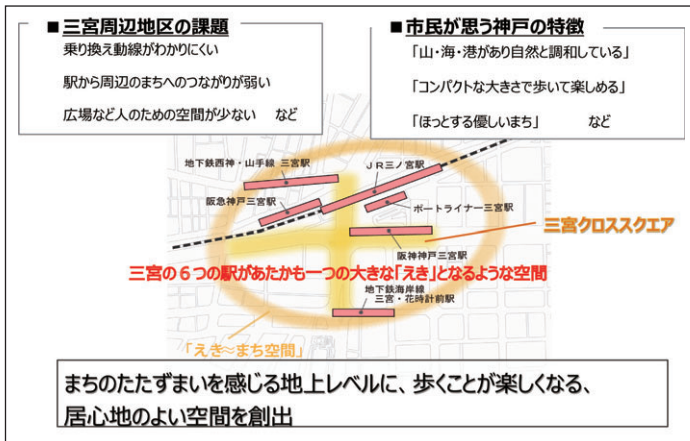 ■三宮周辺地区の課題
乗り換え動線がわかりにくい
駅から周辺のまちへのつながりが弱い
広場など人のための空間が少ない など
■市民が思う神戸の特徴
「山・海・港があり自然と調和している」
「コンパクトな大きさで歩いて楽しめる」
「ほっとする優しいまち」 など
地下鉄西神・山手線 三宮駅
JR三ノ宮駅
阪急神戸三宮駅
ポートライナー三宮駅
三宮クロススクエア
阪神神戸三宮駅
三宮の6つの駅があたかも一つの大きな「えき」となるような空間
地下鉄海岸線
三宮・花時計前駅
「えき≈まち空間」
まちのたたずまいを感じる地上レベルに、歩くことが楽しくなる、
居心地のよい空間を創出